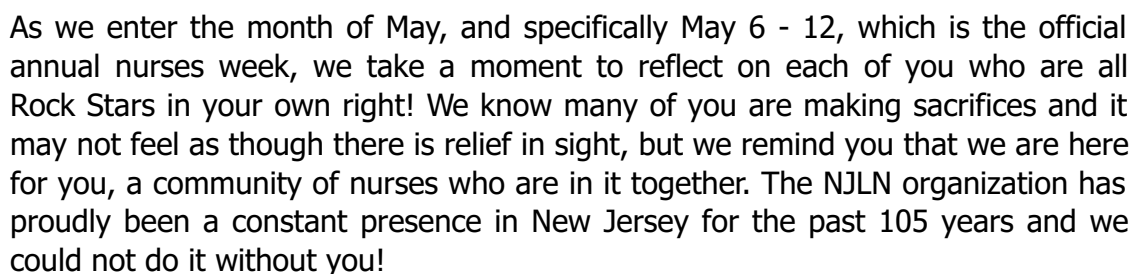 As we enter the month of May, and specifically May 6 - 12, which is the official
annual nurses week, we take a moment to reflect on each of you who are all
Rock Stars in your own right! We know many of you are making sacrifices and it
may not feel as though there is relief in sight, but we remind you that we are here
for you, a community of nurses who are in it together. The NJLN organization has
proudly been a constant presence in New Jersey for the past 105 years and we
could not do it without you!